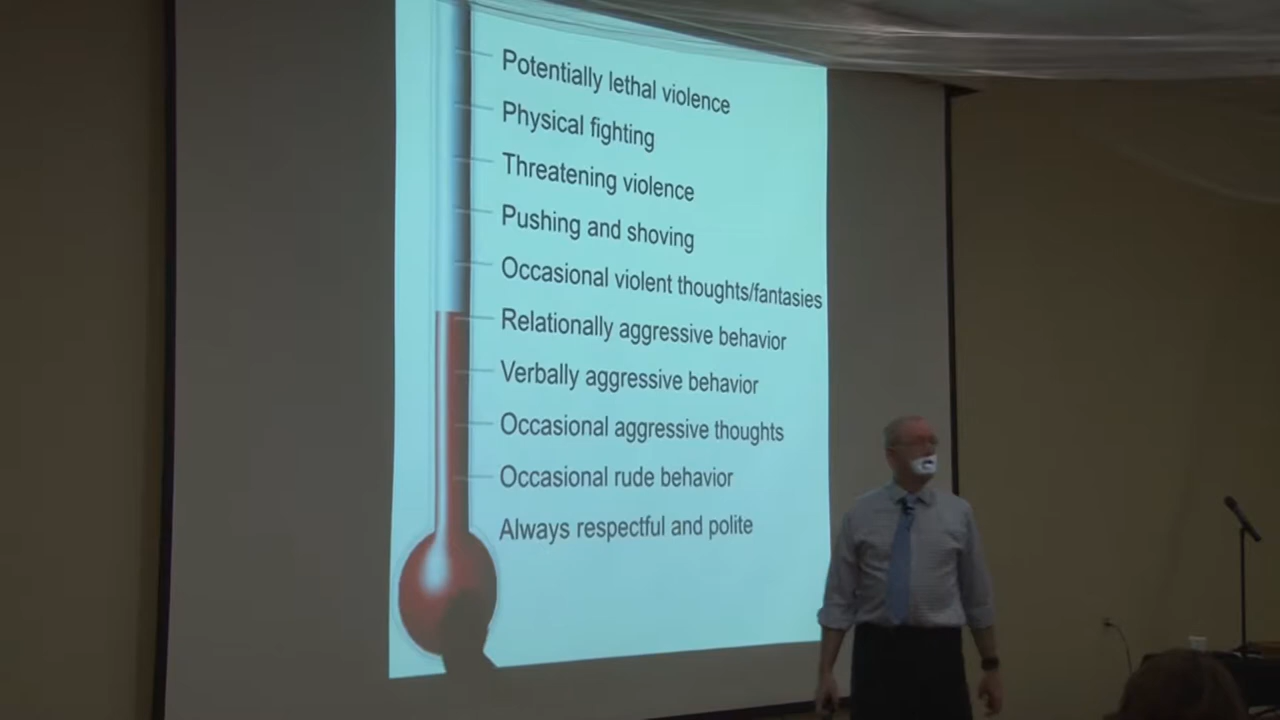 Potentially lethal violence
Physical fighting
Threatening violence
Pushing and shoving
Occasional violent thoughts/fantasies
Relationally aggressive behavior
Verbally aggressive behavior
Occasional aggressive thoughts
Occasional rude behavior
Always respectful and polite